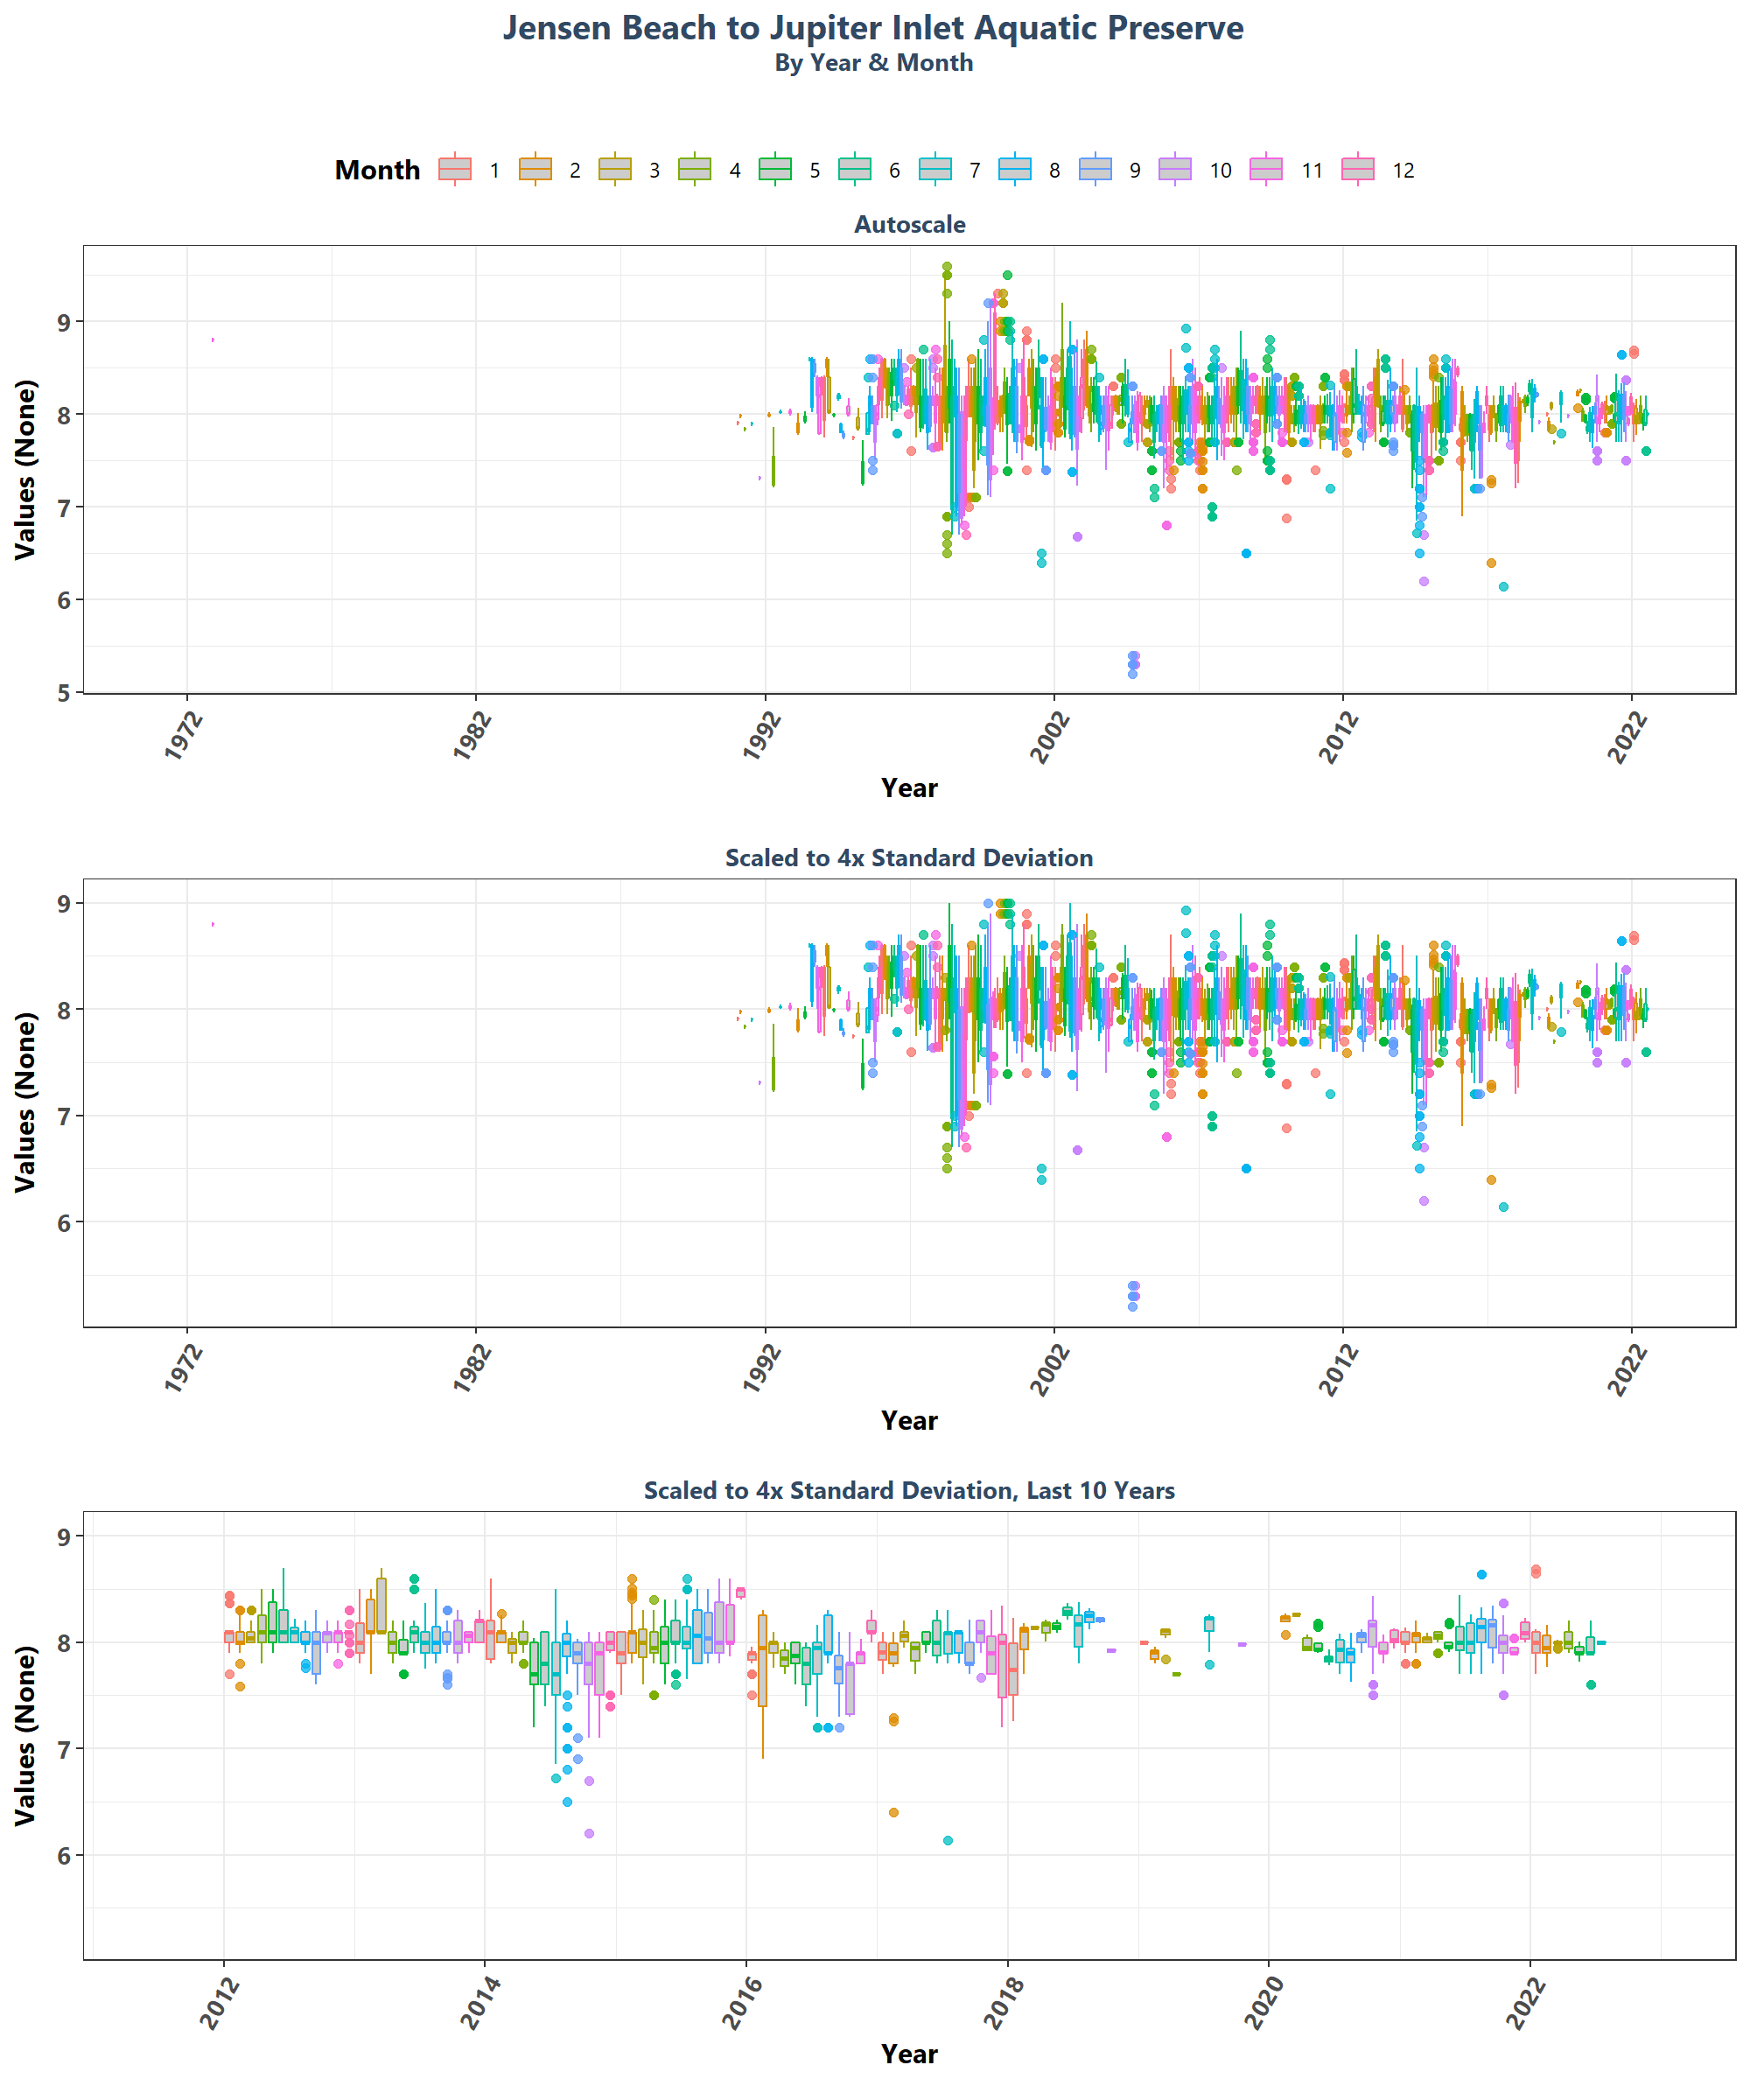 Jensen Beach to Jupiter Inlet Aquatic Preserve
By Year & Month
Month 1 2 3 4 5 6 7 8 9 10 11 12
Autoscale
Values (None)
9
8
7
6
5
1972 1982 1992 2002 2012 2022
Year
Scaled to 4x Standard Deviation
Values (None)
9
8
7
6
1972 1982 1992 2002 2012 2022
Year
Scaled to 4x Standard Deviation, Last 10 Years
Values (None)
9
8
7
6
2012 2014 2016 2018 2020 2022
Year